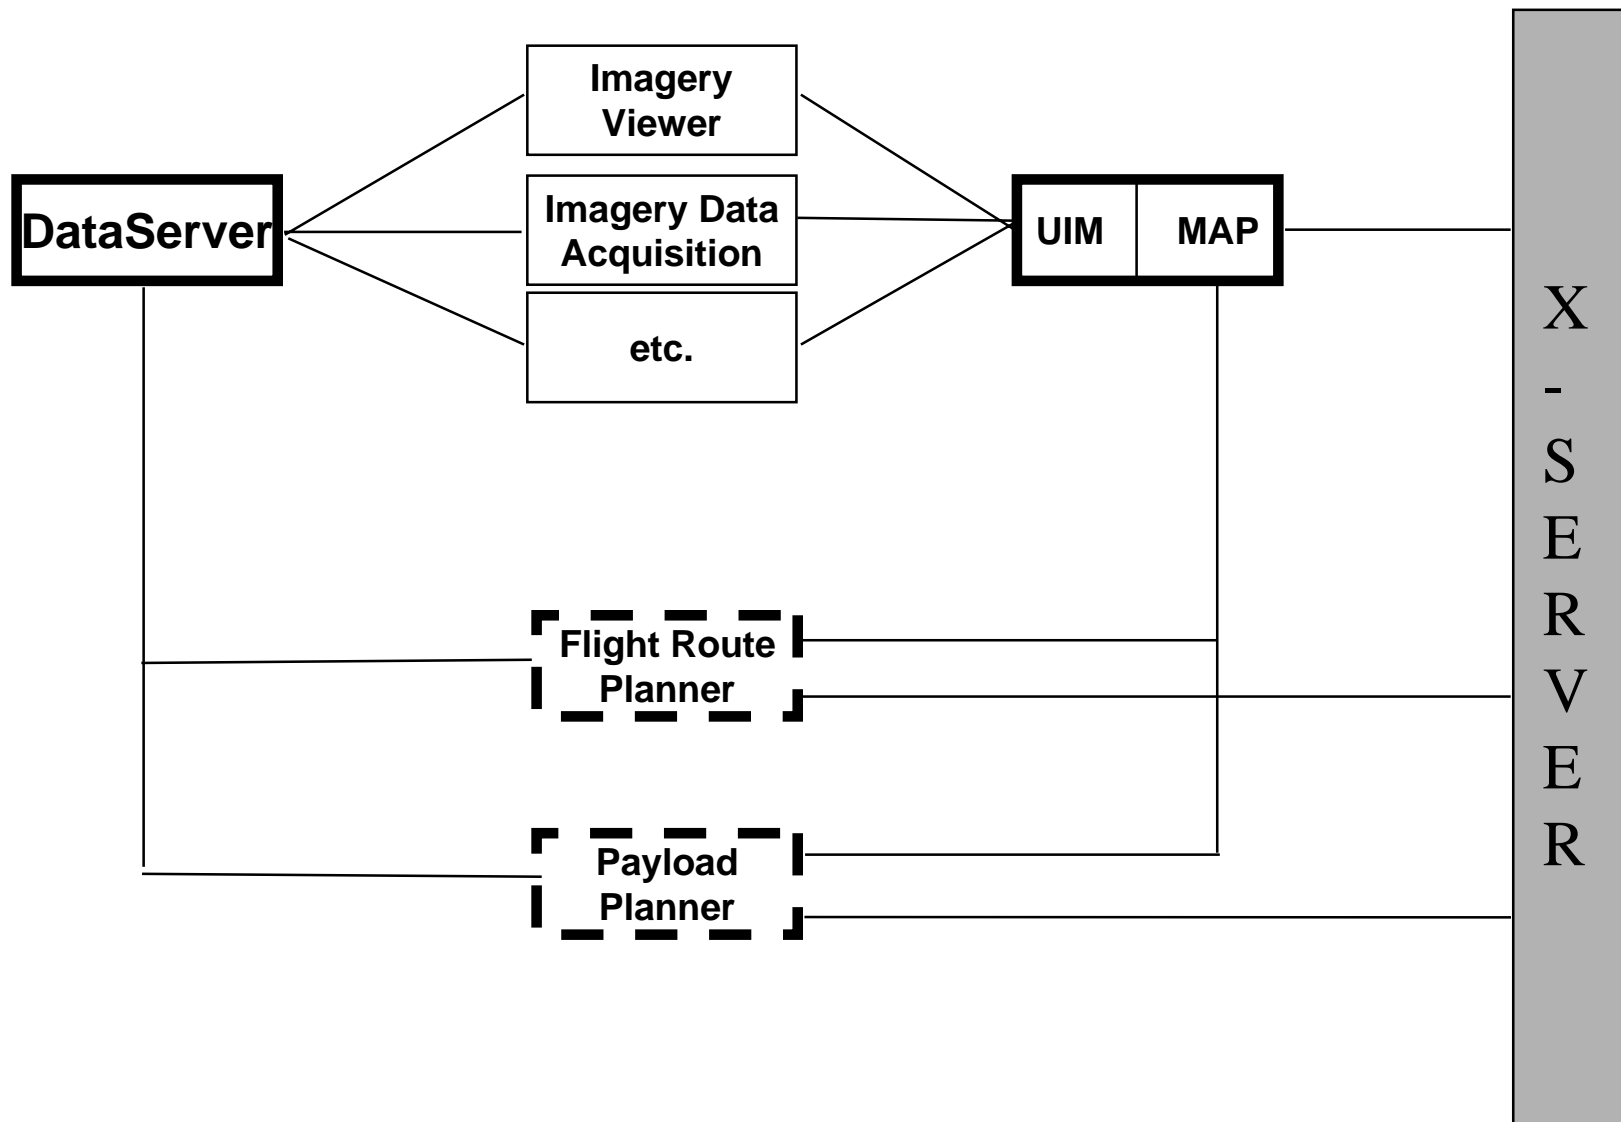 Imagery
Viewer
DataServer
Imagery Data
Acquisition
UIM
MAP
etc.
Flight Route
Planner
Payload
Planner
X
-
S
E
R
V
E
R